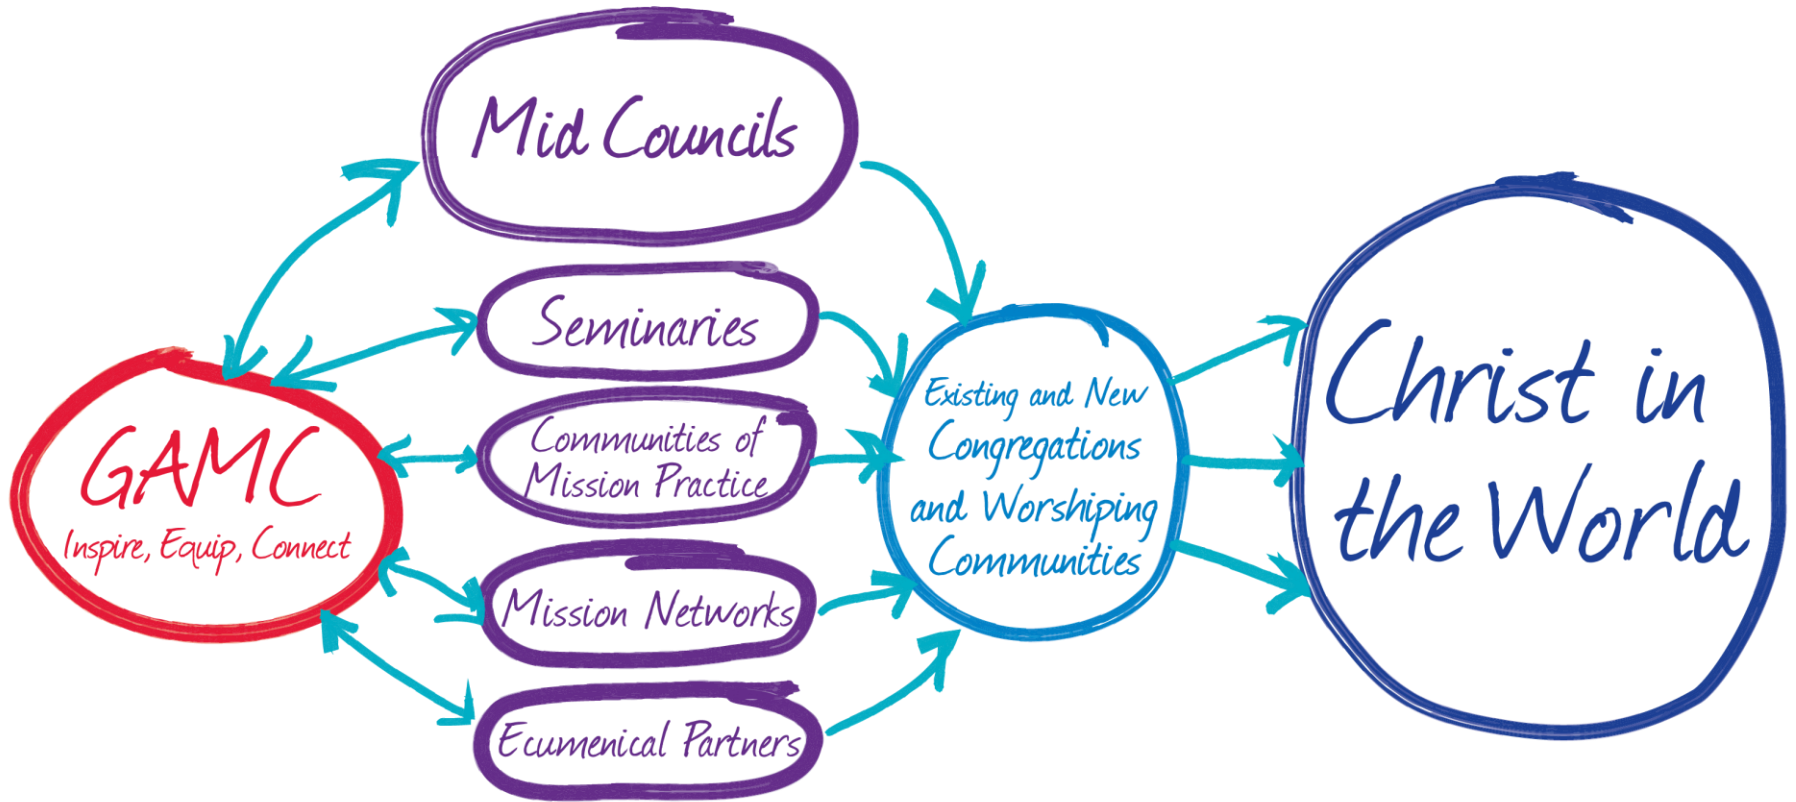 Mid Councils
Seminaries
Communities of
Mission Practice
Mission Networks
Ecumenical Partners
GAMC
Inspire, Equip, Connect
Existing and New
Congregations
and Worshiping
Communities
Christ in
the World